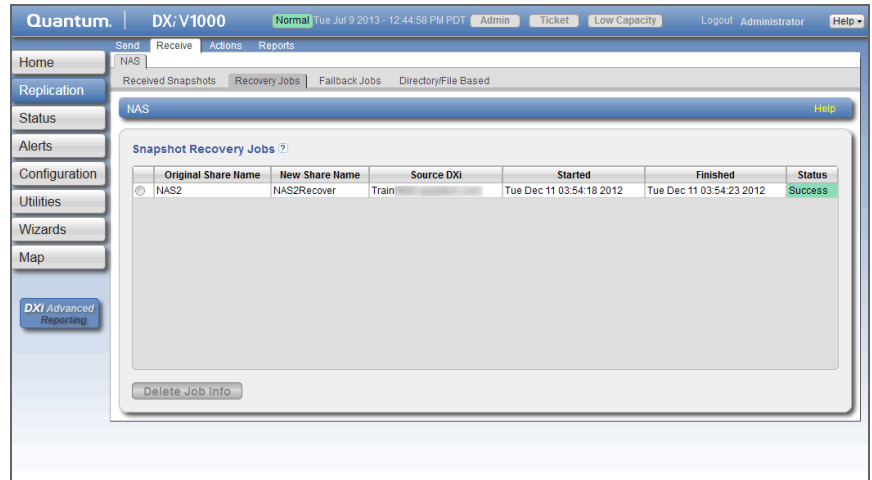 Quantum. DXi V1000 Normal Tue Jul 9 2013 - 12:44:58 PM PDT Admin Ticket Low Capacity Logout Administrator Help
Send Receive Actions Reports
Home
NAS
Received Snapshots Recovery Jobs Failback Jobs Directory/File Based
Replication
NAS Help
Status
Alerts
Snapshot Recovery Jobs ?
Configuration
Original Share Name New Share Name Source DXi Started Finished Status
NAS2 NAS2Recover Train Tue Dec 11 03:54:18 2012 Tue Dec 11 03:54:23 2012 Success
Utilities
Wizards
Map
DXi Advanced
Reporting
Delete Job Info